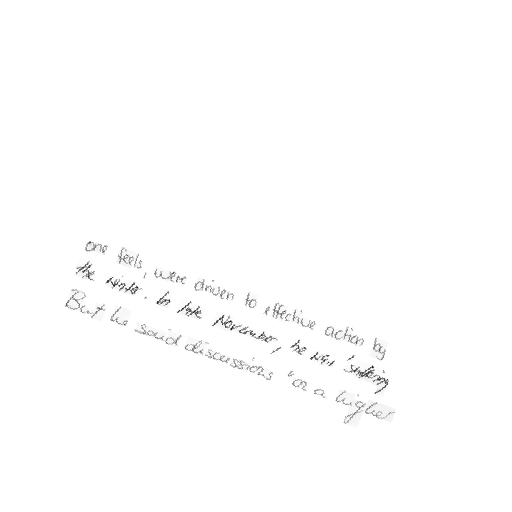 one feels, were driven to effective action by
the winter. In late November, he was 'sulking
But he said discussions "on a higher